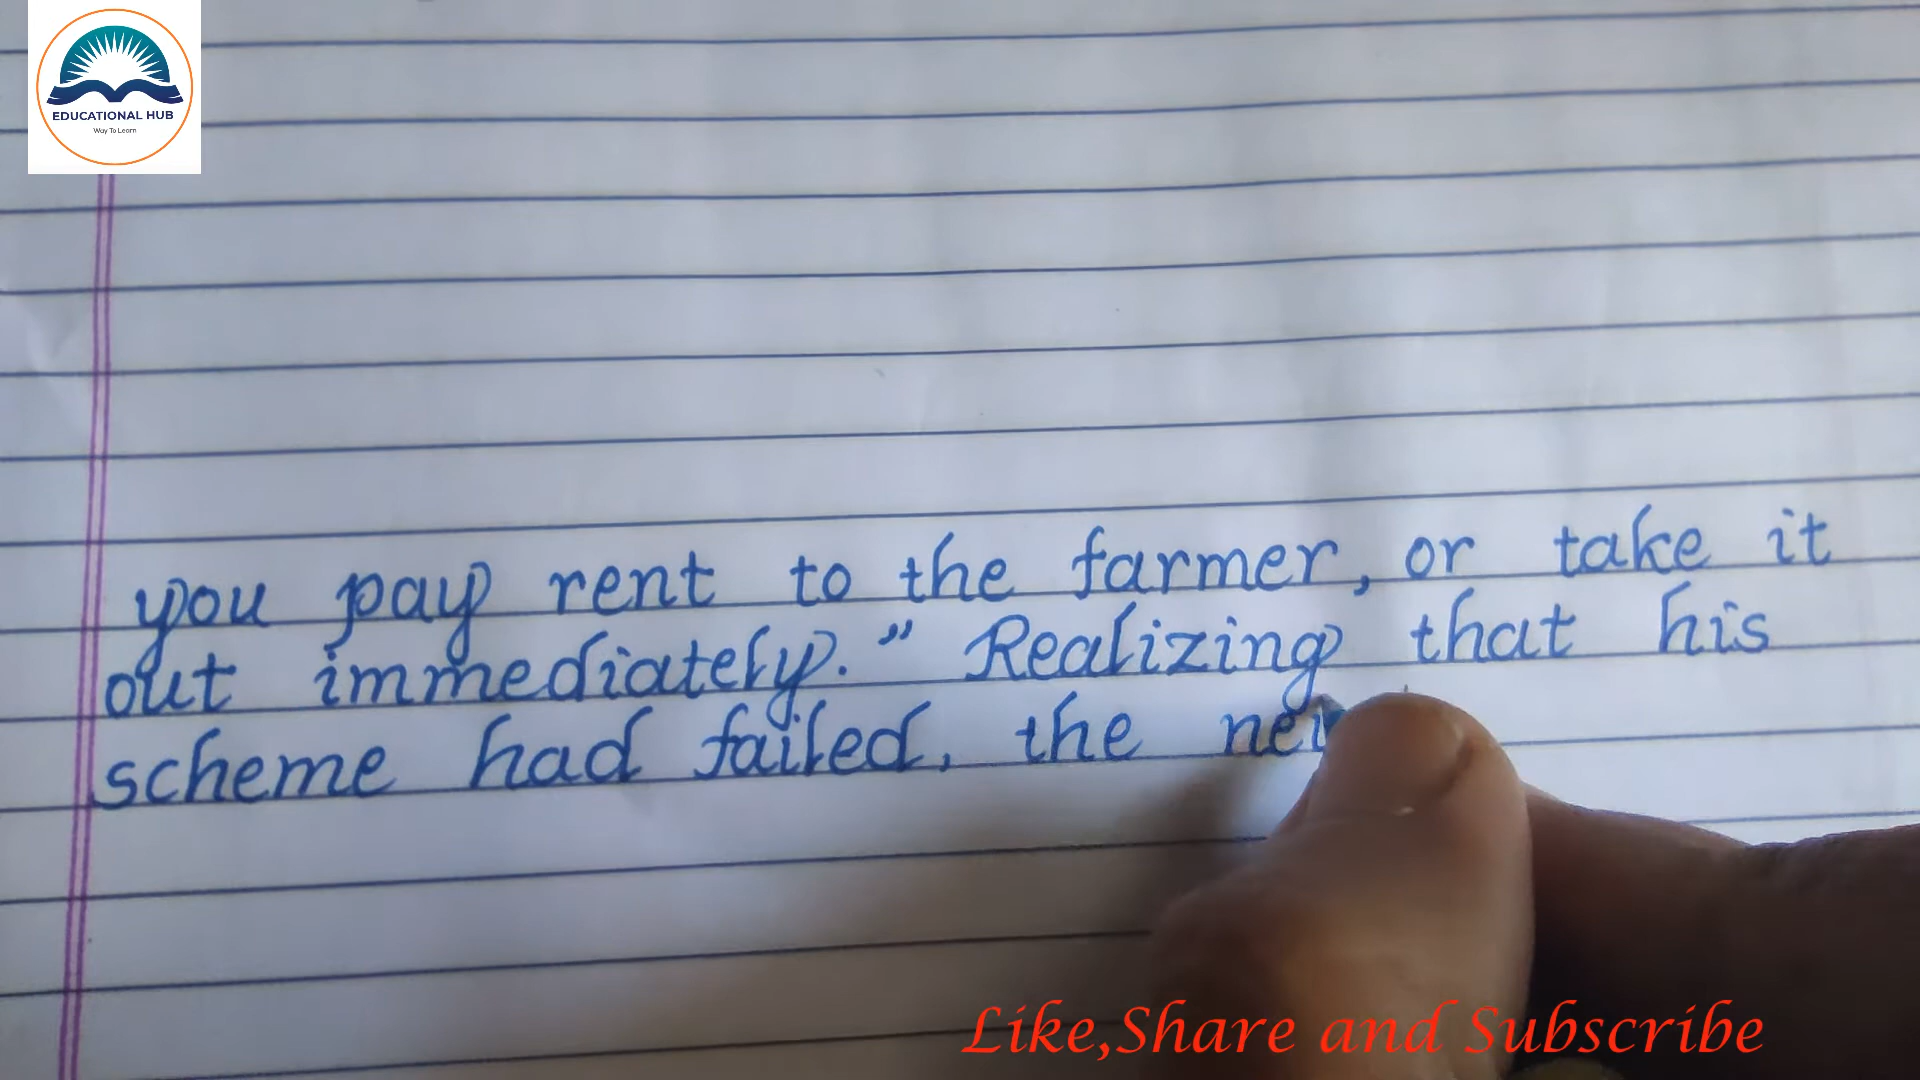 EDUCATIONAL HUB
Way To Learn
you pay rent to the farmer, or take it
out immediately.” Realizing that his
scheme had failed, the
Like,Share and Subscribe